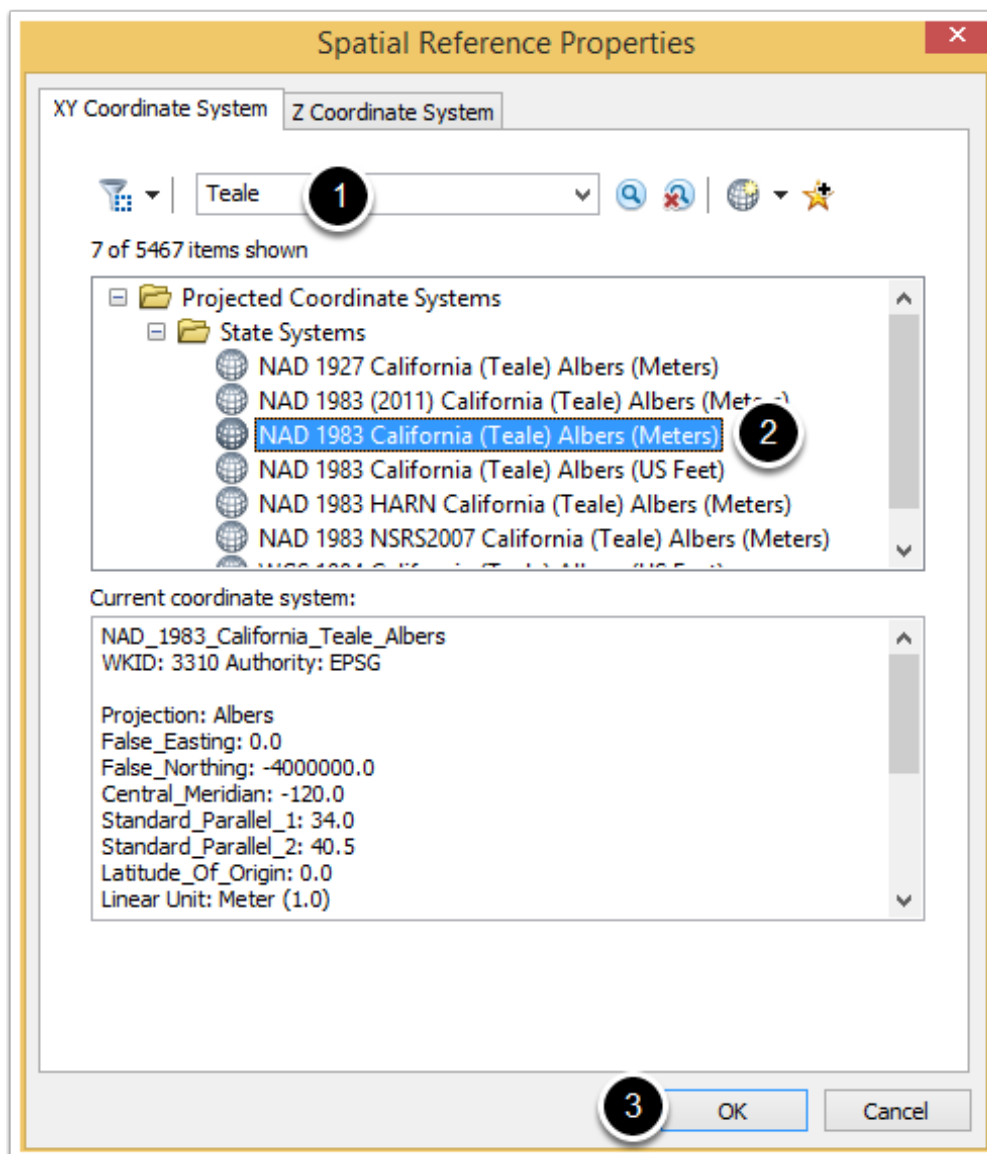 Spatial Reference Properties
XY Coordinate System
Z Coordinate System
Teale
1
7 of 5467 items shown
Projected Coordinate Systems
State Systems
NAD 1927 California (Teale) Albers (Meters)
NAD 1983 (2011) California (Teale) Albers (Meters)
NAD 1983 California (Teale) Albers (Meters)
2
NAD 1983 California (Teale) Albers (US Feet)
NAD 1983 HARN California (Teale) Albers (Meters)
NAD 1983 NSRS2007 California (Teale) Albers (Meters)
Current coordinate system:
NAD_1983_California_Teale_Albers
WKID: 3310 Authority: EPSG
Projection: Albers
False_Easting: 0.0
False_Northing: -4000000.0
Central_Meridian: -120.0
Standard_Parallel_1: 34.0
Standard_Parallel_2: 40.5
Latitude_Of_Origin: 0.0
Linear Unit: Meter (1.0)
3
OK
Cancel